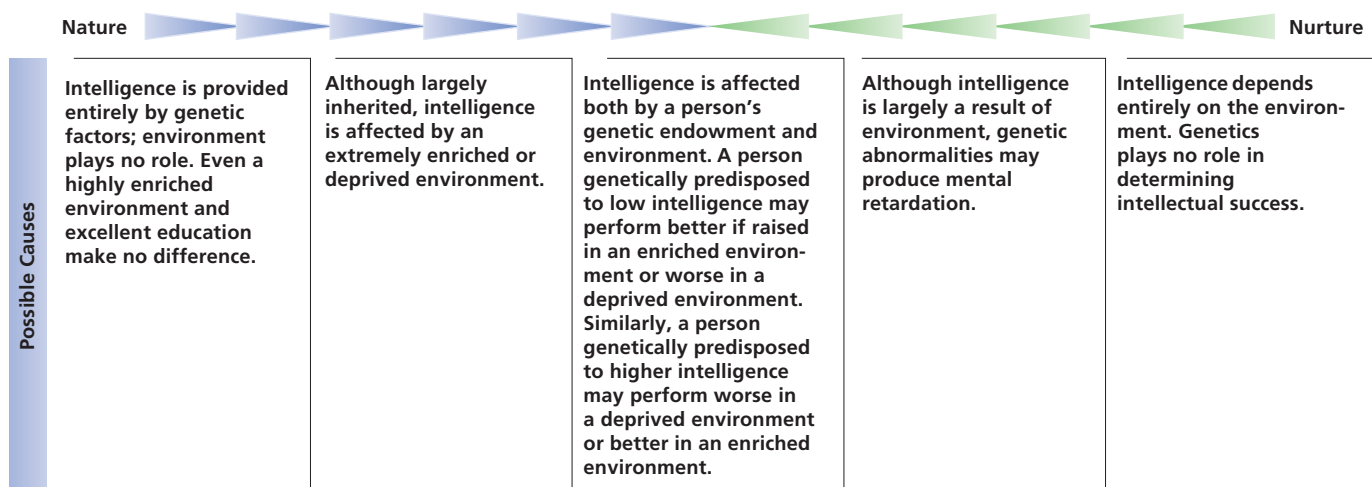 Nature
Nurture
Possible Causes
Intelligence is provided
entirely by genetic
factors; environment
plays no role. Even a
highly enriched
environment and
excellent education
make no difference.
Although largely
inherited, intelligence
is affected by an
extremely enriched or
deprived environment.
Intelligence is affected
both by a person’s
genetic endowment and
environment. A person
genetically predisposed
to low intelligence may
perform better if raised
in an enriched environ-
ment or worse in a
deprived environment.
Similarly, a person
genetically predisposed
to higher intelligence
may perform worse in
a deprived environment
or better in an enriched
environment.
Although intelligence
is largely a result of
environment, genetic
abnormalities may
produce mental
retardation.
Intelligence depends
entirely on the environ-
ment. Genetics
plays no role in
determining
intellectual success.